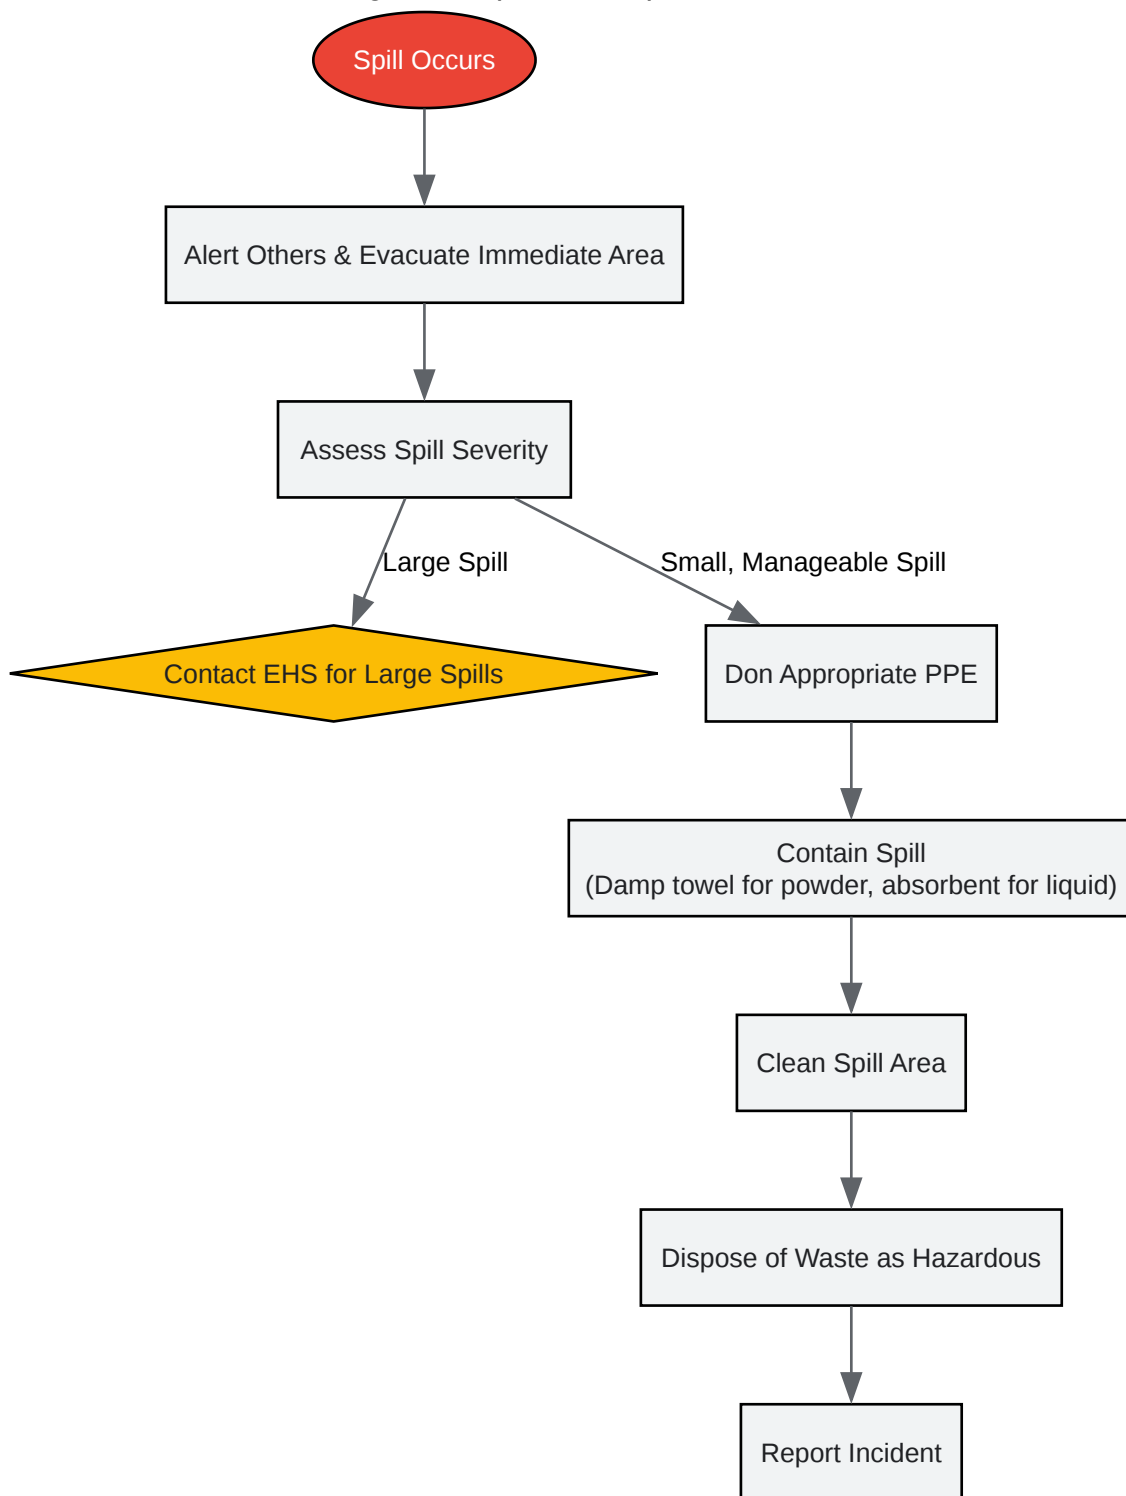 Spill Occurs
Alert Others & Evacuate Immediate Area
Assess Spill Severity
Large Spill
Small, Manageable Spill
Contact EHS for Large Spills
Don Appropriate PPE
Contain Spill
(Damp towel for powder, absorbent for liquid)
Clean Spill Area
Dispose of Waste as Hazardous
Report Incident